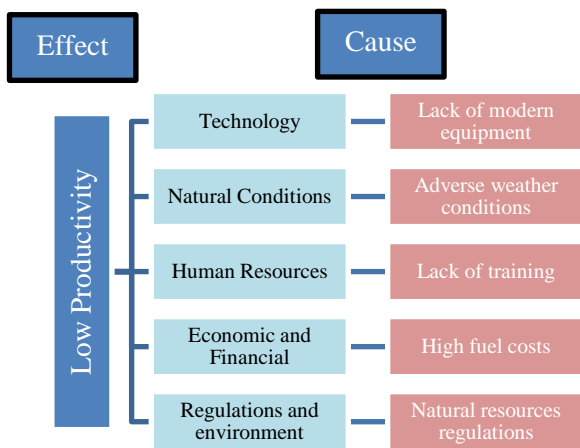 Effect
Cause
Low Productivity
Technology
Lack of modern
equipment
Natural Conditions
Adverse weather
conditions
Human Resources
Lack of training
Economic and
Financial
High fuel costs
Regulations and
environment
Natural resources
regulations